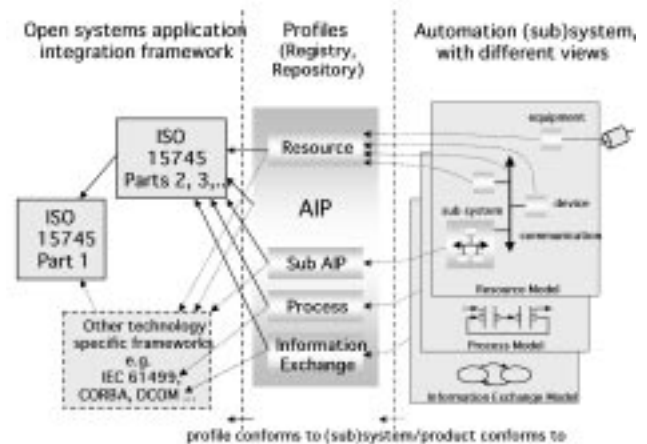 Open systems application
integration framework
Profiles
(Registry,
Repository)
Automation (sub)system,
with different views
ISO
15745
Parts 2, 3,..
ISO
15745
Part 1
Other technology
specific frameworks
e.g.
IEC 61499,
CORBA, DCOM ...
Resource
AIP
Sub AIP
Process
Information
Exchange
equipment
sub system
device
communication
Resource Model
Process Model
Information Exchange Model
profile conforms to (sub)system/product conforms to